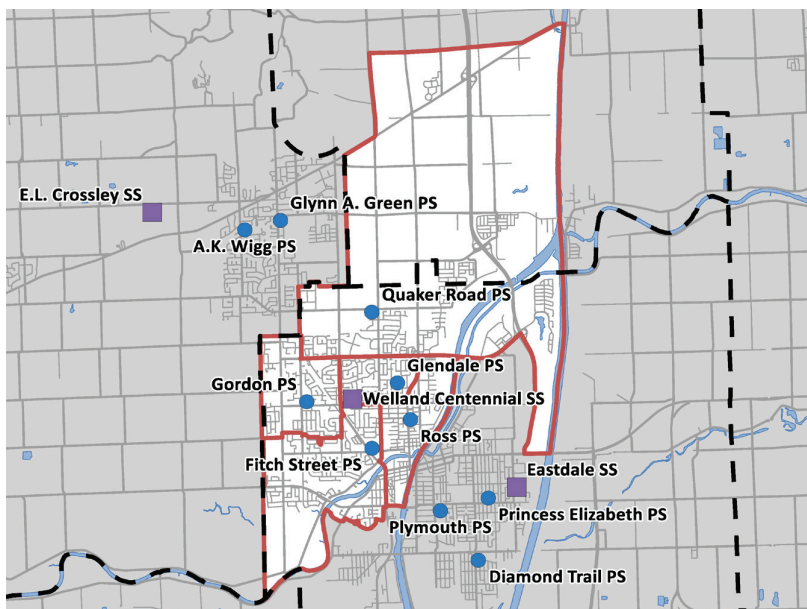 E.L. Crossley SS
Glynn A. Green PS
A.K. Wigg PS
Quaker Road PS
Glendale PS
Gordon PS
Welland Centennial SS
Ross PS
Fitch Street PS
Eastdale SS
Princess Elizabeth PS
Plymouth PS
Diamond Trail PS